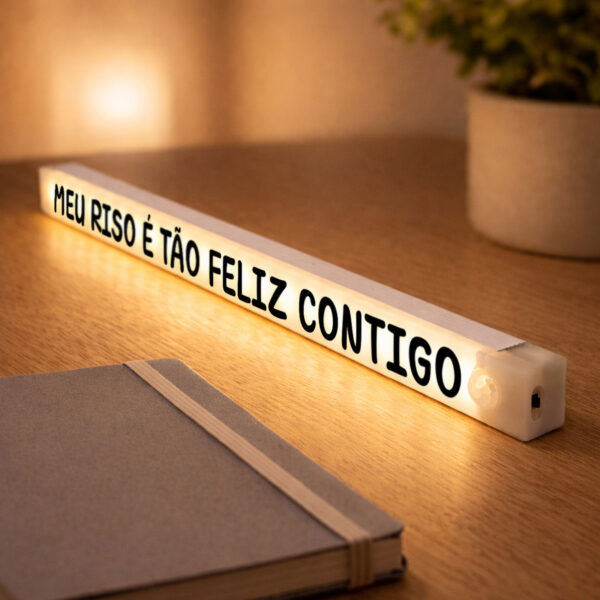 MEU RISO É TÃO FELIZ CONTIGO